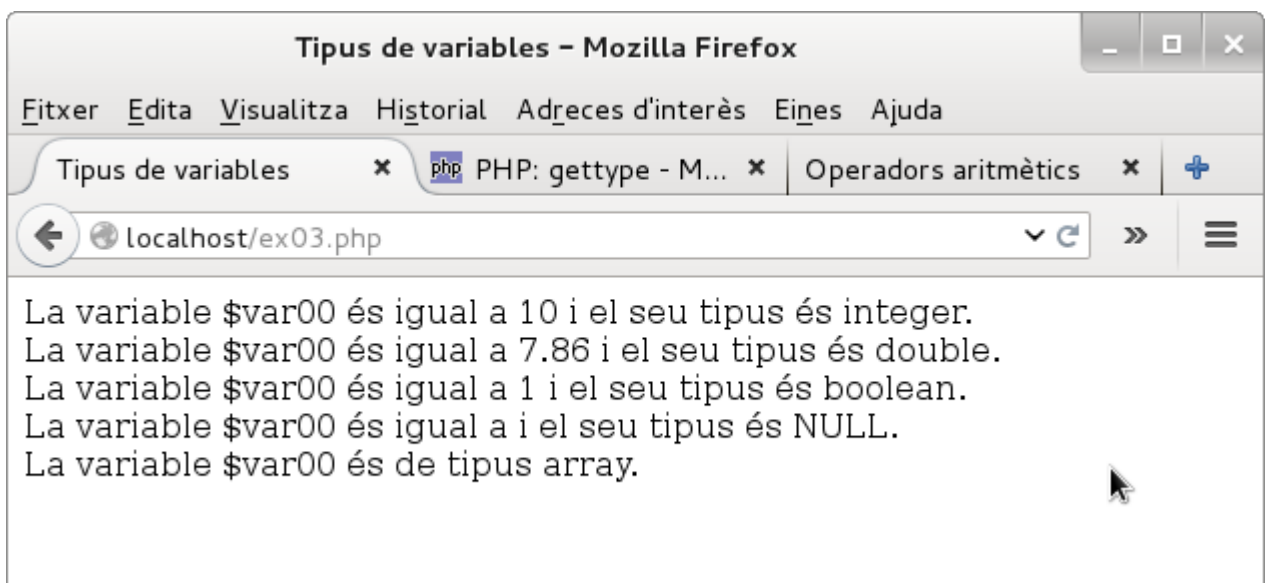 Tipus de variables – Mozilla Firefox
Fitxer Edita Visualitza Historial Adreces d'interès Eines Ajuda
Tipus de variables php PHP: gettype - M... Operadors aritmètics
localhost/ex03.php
La variable $var00 és igual a 10 i el seu tipus és integer.
La variable $var00 és igual a 7.86 i el seu tipus és double.
La variable $var00 és igual a 1 i el seu tipus és boolean.
La variable $var00 és igual a i el seu tipus és NULL.
La variable $var00 és de tipus array.